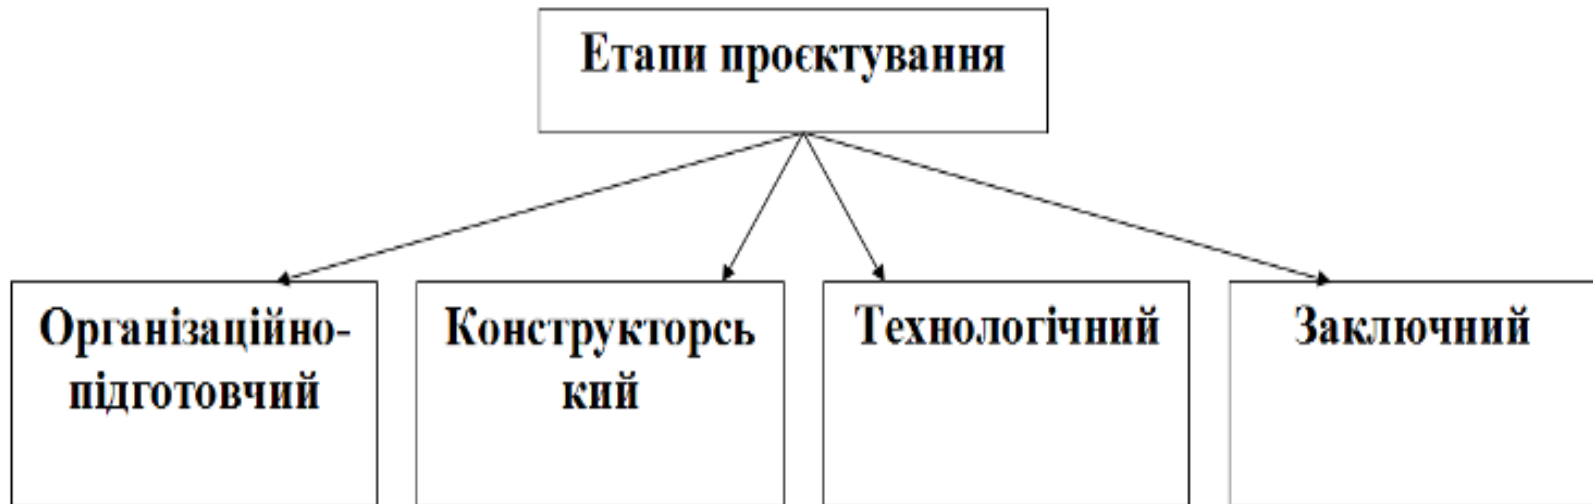 Етапи проєктування
Організаційно-
підготовчий
Конструкторсь
кий
Технологічний
Заключний